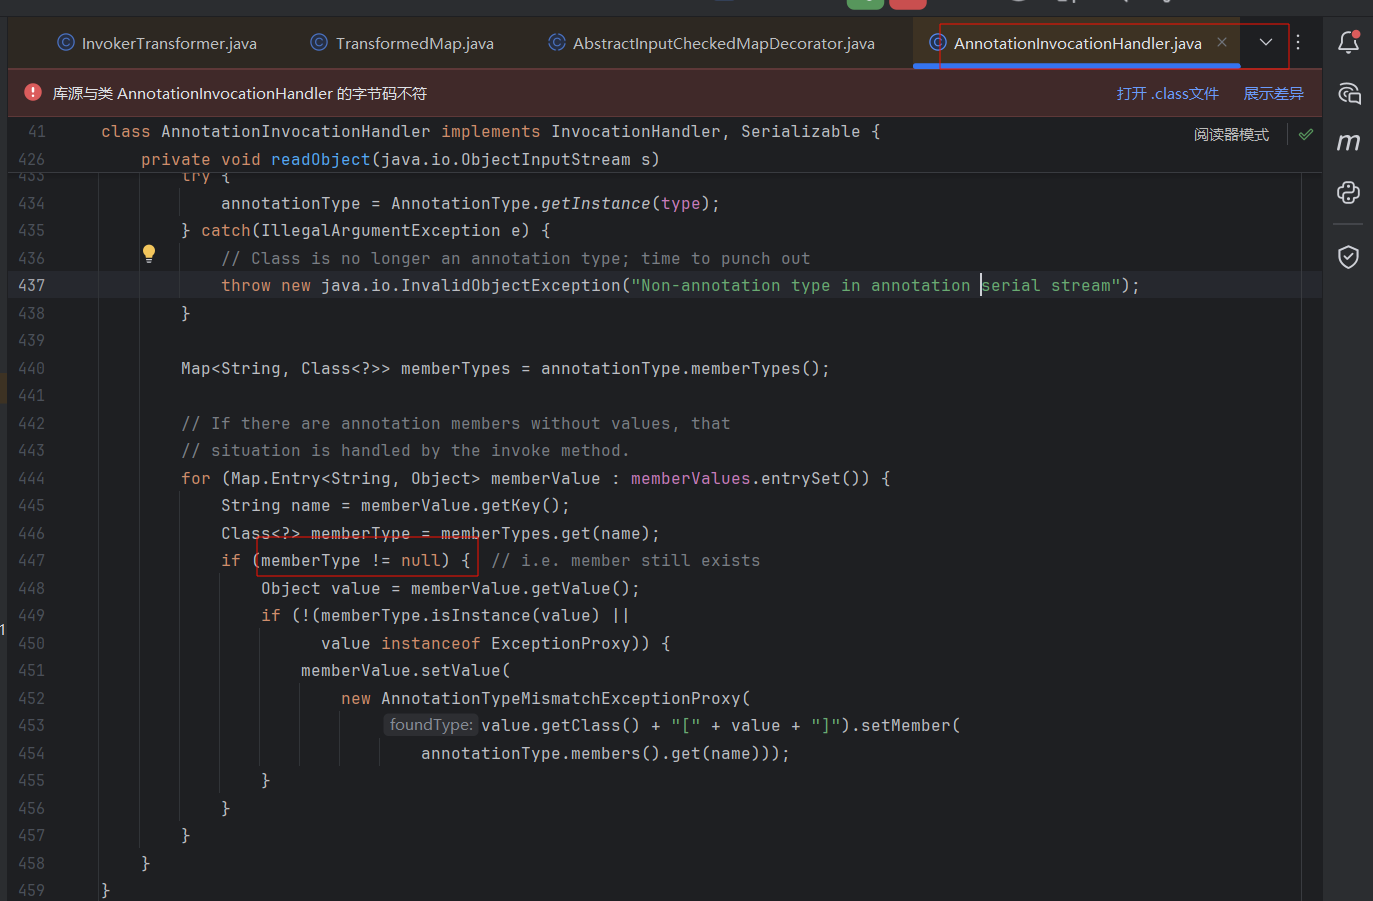 InvokerTransformer.java TransformedMap.java AbstractInputCheckedMapDecorator.java AnnotationInvocationHandler.java
库源与类 AnnotationInvocationHandler 的字节码不符 打开 .class文件 展示差异
41 class AnnotationInvocationHandler implements InvocationHandler, Serializable {
阅读器模式
426 private void readObject(java.io.ObjectInputStream s)
433 try {
434 annotationType = AnnotationType.getInstance(type);
435 } catch(IllegalArgumentException e) {
436 // Class is no longer an annotation type; time to punch out
437 throw new java.io.InvalidObjectException("Non-annotation type in annotation serial stream");
438 }
439
440 Map<String, Class<?>> memberTypes = annotationType.memberTypes();
441
442 // If there are annotation members without values, that
443 // situation is handled by the invoke method.
444 for (Map.Entry<String, Object> memberValue : memberValues.entrySet()) {
445 String name = memberValue.getKey();
446 Class<?> memberType = memberTypes.get(name);
447 if (memberType != null) { // i.e. member still exists
448 Object value = memberValue.getValue();
449 if (!(memberType.isInstance(value) ||
450 value instanceof ExceptionProxy)) {
451 memberValue.setValue(
452 new AnnotationTypeMismatchExceptionProxy(
453 foundType: value.getClass() + "[" + value + "]").setMember(
454 annotationType.members().get(name)));
455 }
456 }
457 }
458 }
459 }